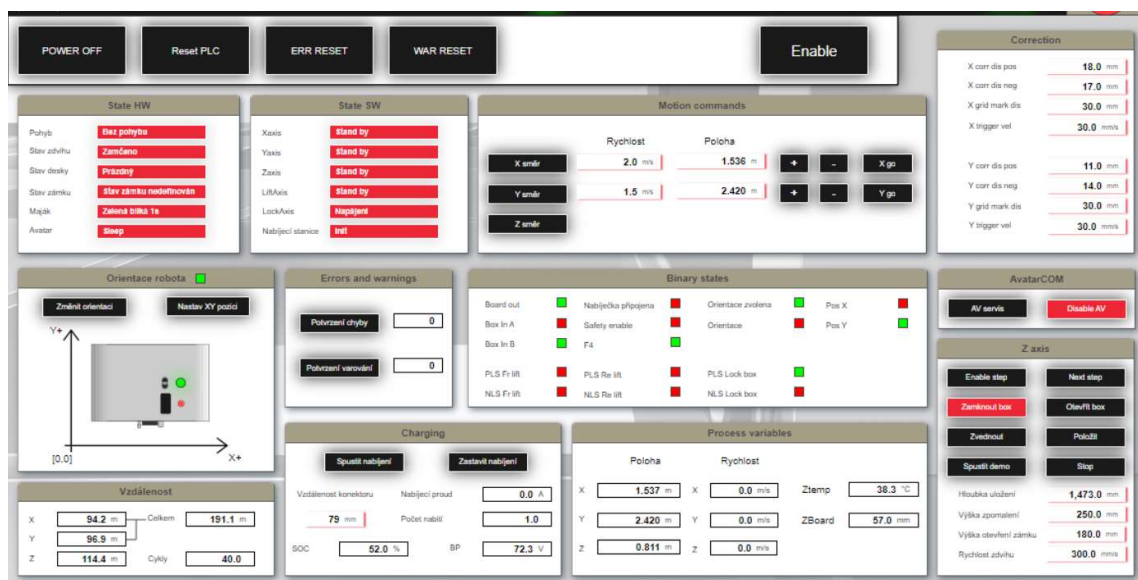 POWER OFF
Reset PLC
ERR RESET
WAR RESET
Enable
State HW
Pohyb Bez pohybu
Stav zdvihu Zamčeno
Stav desky Prázdný
Stav zámku Stav zámku nedefinován
Maják Zelená bliká 1s
Avatar Sleep
State SW
Xaxis Stand by
Yaxis Stand by
Zaxis Stand by
LiftAxis Stand by
LockAxis Napájení
Nabíjecí stanice Init
Motion commands
Rychlost Poloha
X směr 2.0 m/s 1.536 m + - X go
Y směr 1.5 m/s 2.420 m + - Y go
Z směr
Correction
X corr dis pos 18.0 mm
X corr dis neg 17.0 mm
X grid mark dis 30.0 mm
X trigger vel 30.0 mm/s
Y corr dis pos 11.0 mm
Y corr dis neg 14.0 mm
Y grid mark dis 30.0 mm
Y trigger vel 30.0 mm/s
Orientace robota
Změnit orientaci Nastav XY pozici
Y+
[0,0] X+
Errors and warnings
Potvrzení chyby 0
Potvrzení varování 0
Binary states
Board out Nabíječka připojena Orientace zvolena Pos X
Box In A Safety enable Orientace Pos Y
Box In B F4
PLS Fr lift PLS Re lift PLS Lock box
NLS Fr lift NLS Re lift NLS Lock box
AvatarCOM
AV servis Disable AV
Z axis
Enable step Next step
Zamknout box Otevřít box
Zvednout Položit
Spustit demo Stop
Hloubka uložení 1,473.0 mm
Výška zpomalení 250.0 mm
Výška otevření zámku 180.0 mm
Rychlost zdvihu 300.0 mm/s
Vzdálenost
X 94.2 m Celkem 191.1 m
Y 96.9 m
Z 114.4 m Cykly 40.0
Charging
Spustit nabíjení Zastavit nabíjení
Vzdálenost konektoru Nabíjecí proud 0.0 A
79 mm Počet nabití 1.0
SOC 52.0 % BP 72.3 V
Process variables
Poloha Rychlost
X 1.537 m X 0.0 m/s Ztemp 38.3 °C
Y 2.420 m Y 0.0 m/s ZBoard 57.0 mm
Z 0.811 m Z 0.0 m/s